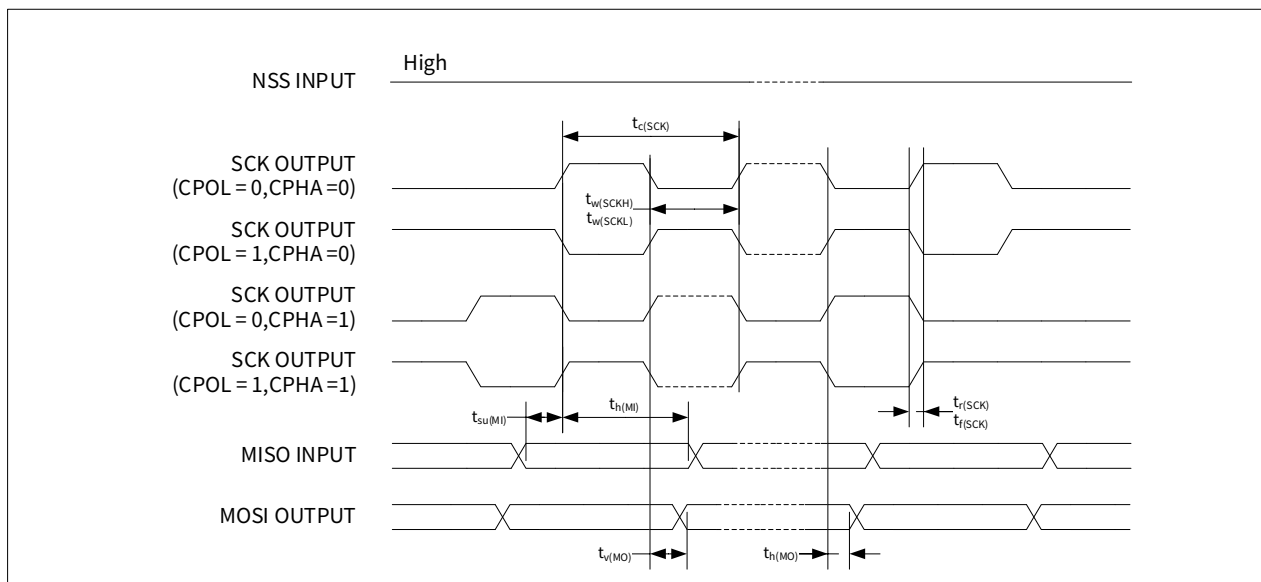 High
NSS INPUT
tc(SCK)
SCK OUTPUT
(CPOL = 0,CPHA =0)
tw(SCKH)
tw(SCKL)
SCK OUTPUT
(CPOL = 1,CPHA =0)
SCK OUTPUT
(CPOL = 0,CPHA =1)
SCK OUTPUT
(CPOL = 1,CPHA =1)
tsu(MI)
th(MI)
tr(SCK)
tf(SCK)
MISO INPUT
MOSI OUTPUT
tv(MO)
th(MO)